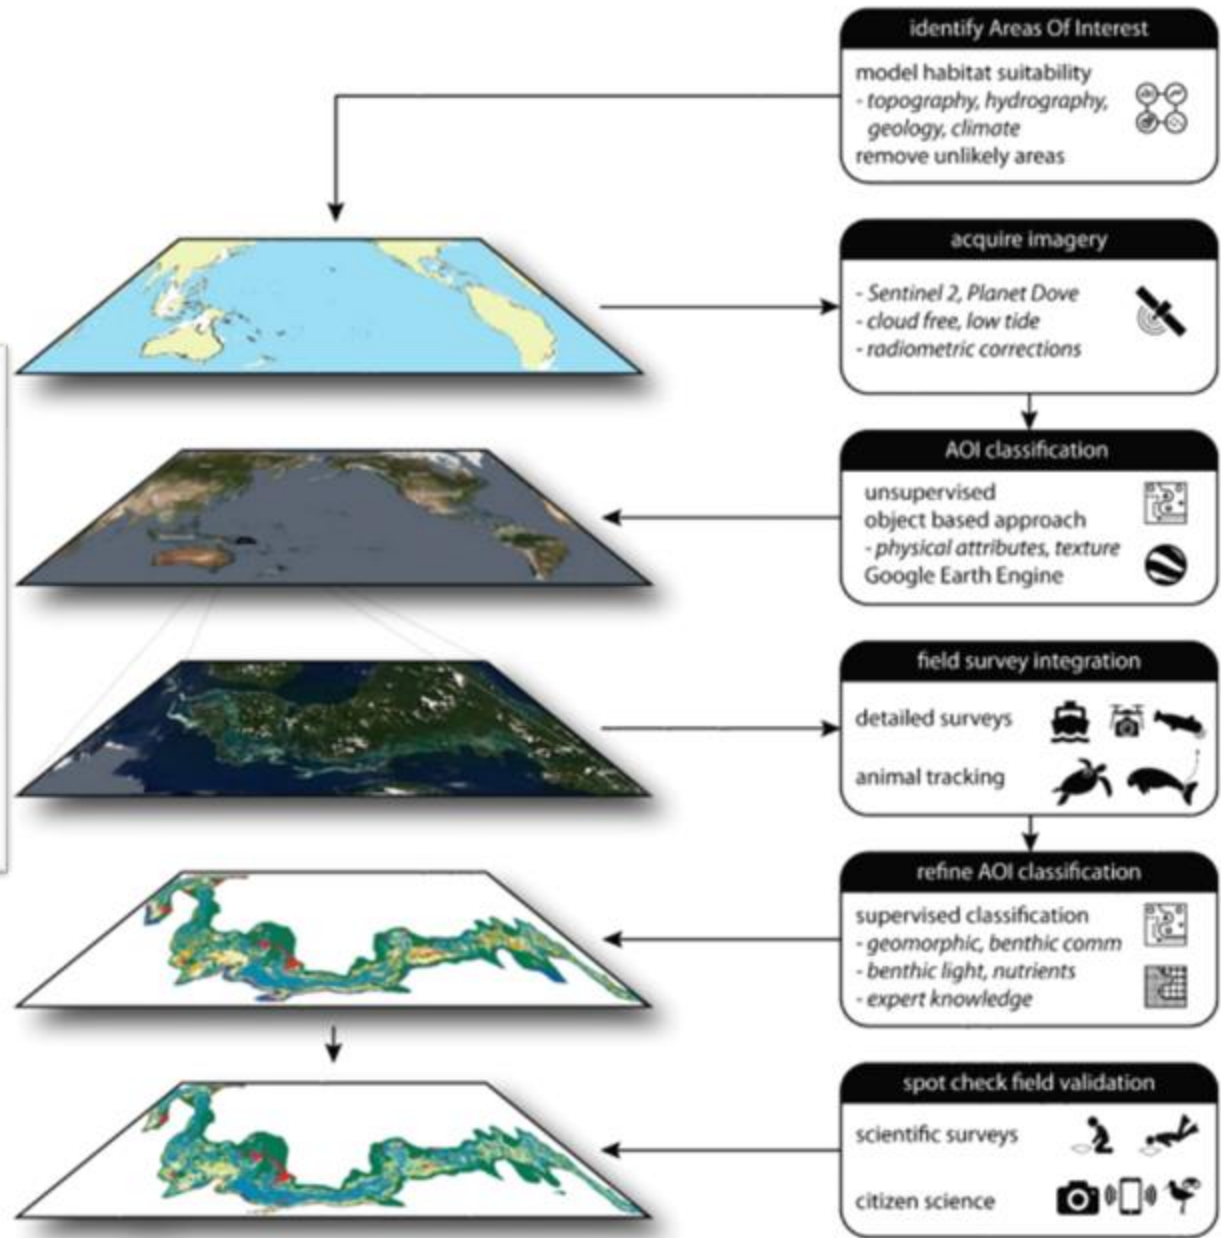 identify Areas Of Interest
model habitat suitability
- topography, hydrography,
geology, climate
remove unlikely areas
acquire imagery
- Sentinel 2, Planet Dove
- cloud free, low tide
- radiometric corrections
AOI classification
unsupervised
object based approach
- physical attributes, texture
Google Earth Engine
field survey integration
detailed surveys
animal tracking
refine AOI classification
supervised classification
- geomorphic, benthic comm
- benthic light, nutrients
- expert knowledge
spot check field validation
scientific surveys
citizen science